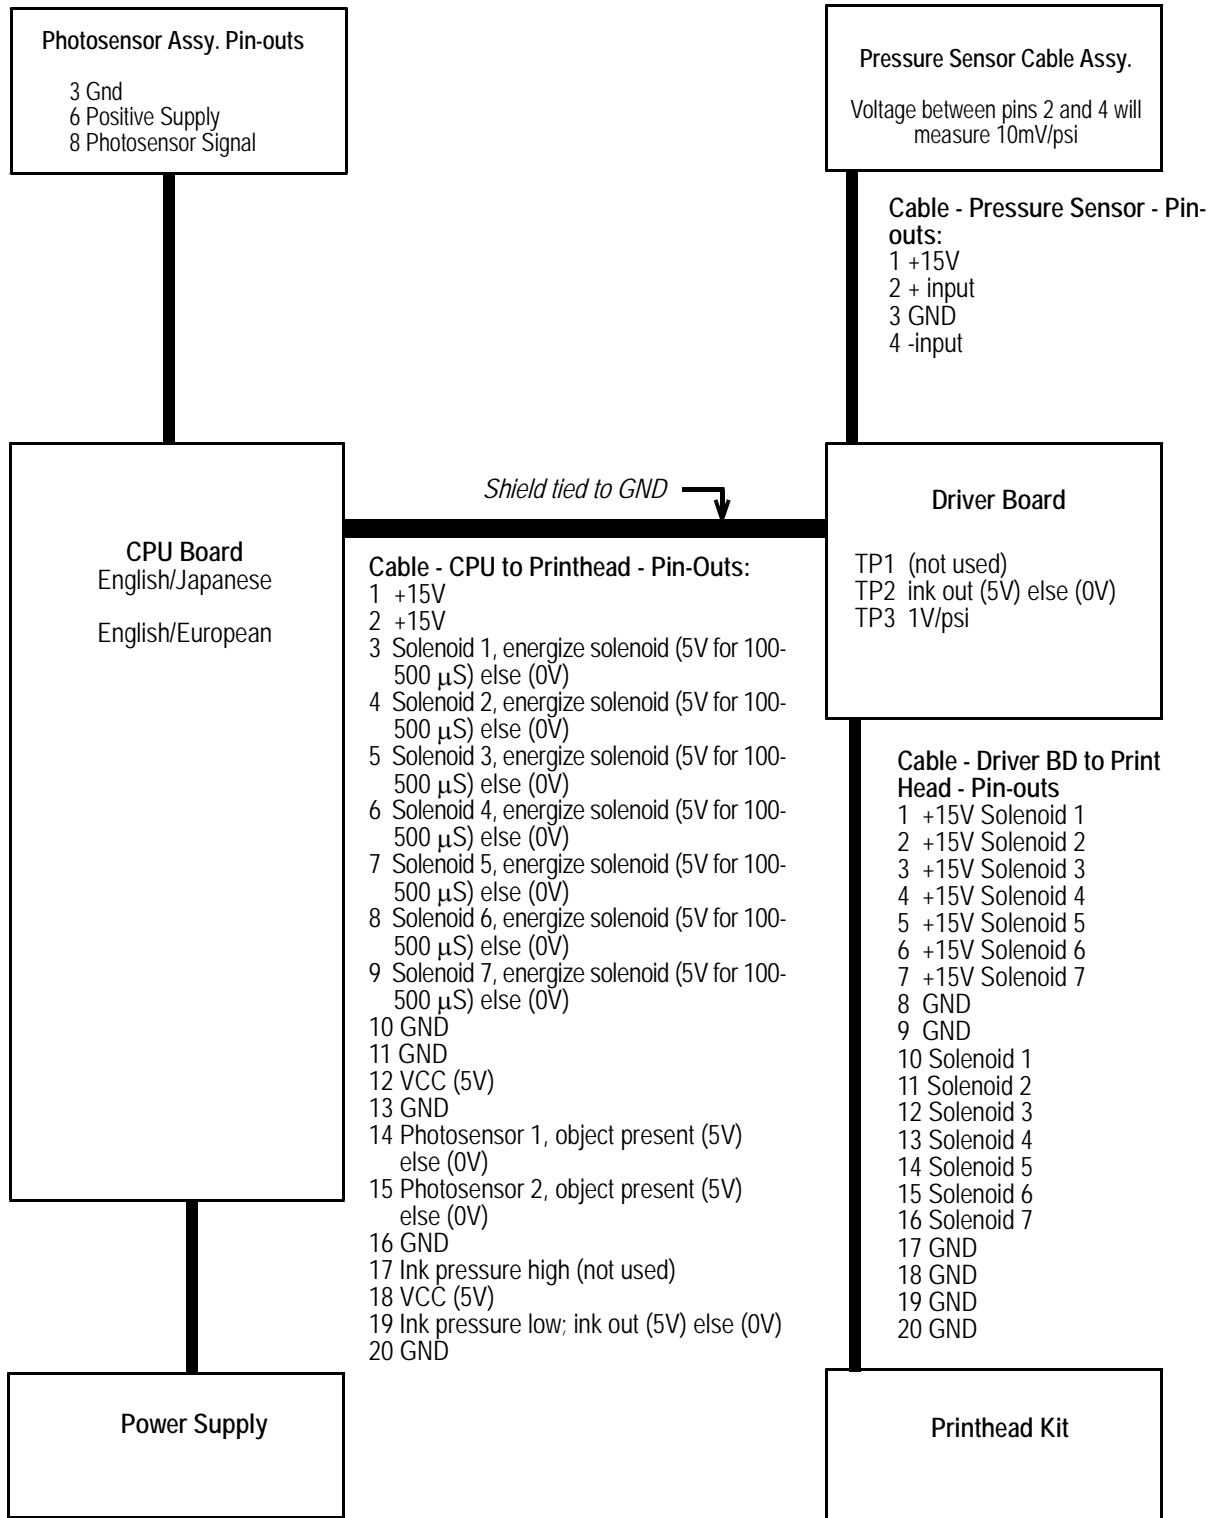 Photosensor Assy. Pin-outs
3 Gnd
6 Positive Supply
8 Photosensor Signal
Pressure Sensor Cable Assy.
Voltage between pins 2 and 4 will
measure 10mV/psi
Cable - Pressure Sensor - Pin-
outs:
1 +15V
2 + input
3 GND
4 -input
CPU Board
English/Japanese
English/European
Shield tied to GND
Driver Board
TP1 (not used)
TP2 ink out (5V) else (0V)
TP3 1V/psi
Cable - CPU to Printhead - Pin-Outs:
1 +15V
2 +15V
3 Solenoid 1, energize solenoid (5V for 100-
500 µS) else (0V)
4 Solenoid 2, energize solenoid (5V for 100-
500 µS) else (0V)
5 Solenoid 3, energize solenoid (5V for 100-
500 µS) else (0V)
6 Solenoid 4, energize solenoid (5V for 100-
500 µS) else (0V)
7 Solenoid 5, energize solenoid (5V for 100-
500 µS) else (0V)
8 Solenoid 6, energize solenoid (5V for 100-
500 µS) else (0V)
9 Solenoid 7, energize solenoid (5V for 100-
500 µS) else (0V)
10 GND
11 GND
12 VCC (5V)
13 GND
14 Photosensor 1, object present (5V)
else (0V)
15 Photosensor 2, object present (5V)
else (0V)
16 GND
17 Ink pressure high (not used)
18 VCC (5V)
19 Ink pressure low; ink out (5V) else (0V)
20 GND
Cable - Driver BD to Print
Head - Pin-outs
1 +15V Solenoid 1
2 +15V Solenoid 2
3 +15V Solenoid 3
4 +15V Solenoid 4
5 +15V Solenoid 5
6 +15V Solenoid 6
7 +15V Solenoid 7
8 GND
9 GND
10 Solenoid 1
11 Solenoid 2
12 Solenoid 3
13 Solenoid 4
14 Solenoid 5
15 Solenoid 6
16 Solenoid 7
17 GND
18 GND
19 GND
20 GND
Power Supply
Printhead Kit